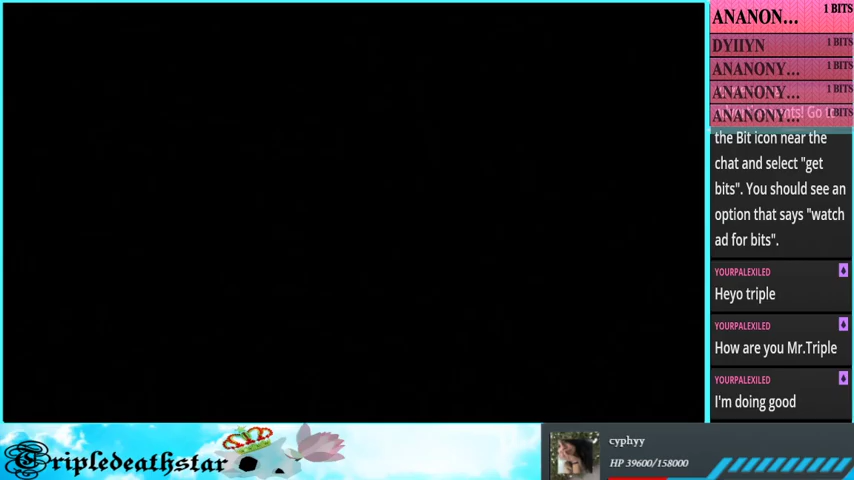 ANANON... 1 BITS
DYIIYN 1 BITS
ANANONY... 1 BITS
ANANONY... 1 BITS
ANANONY... 1 BITS
Go to
the Bit icon near the
chat and select "get
bits". You should see an
option that says "watch
ad for bits".
YOURPALEXILED
Heyo triple
YOURPALEXILED
How are you Mr.Triple
YOURPALEXILED
I'm doing good
Tripledeathstar
cyphyy
HP 39600/158000